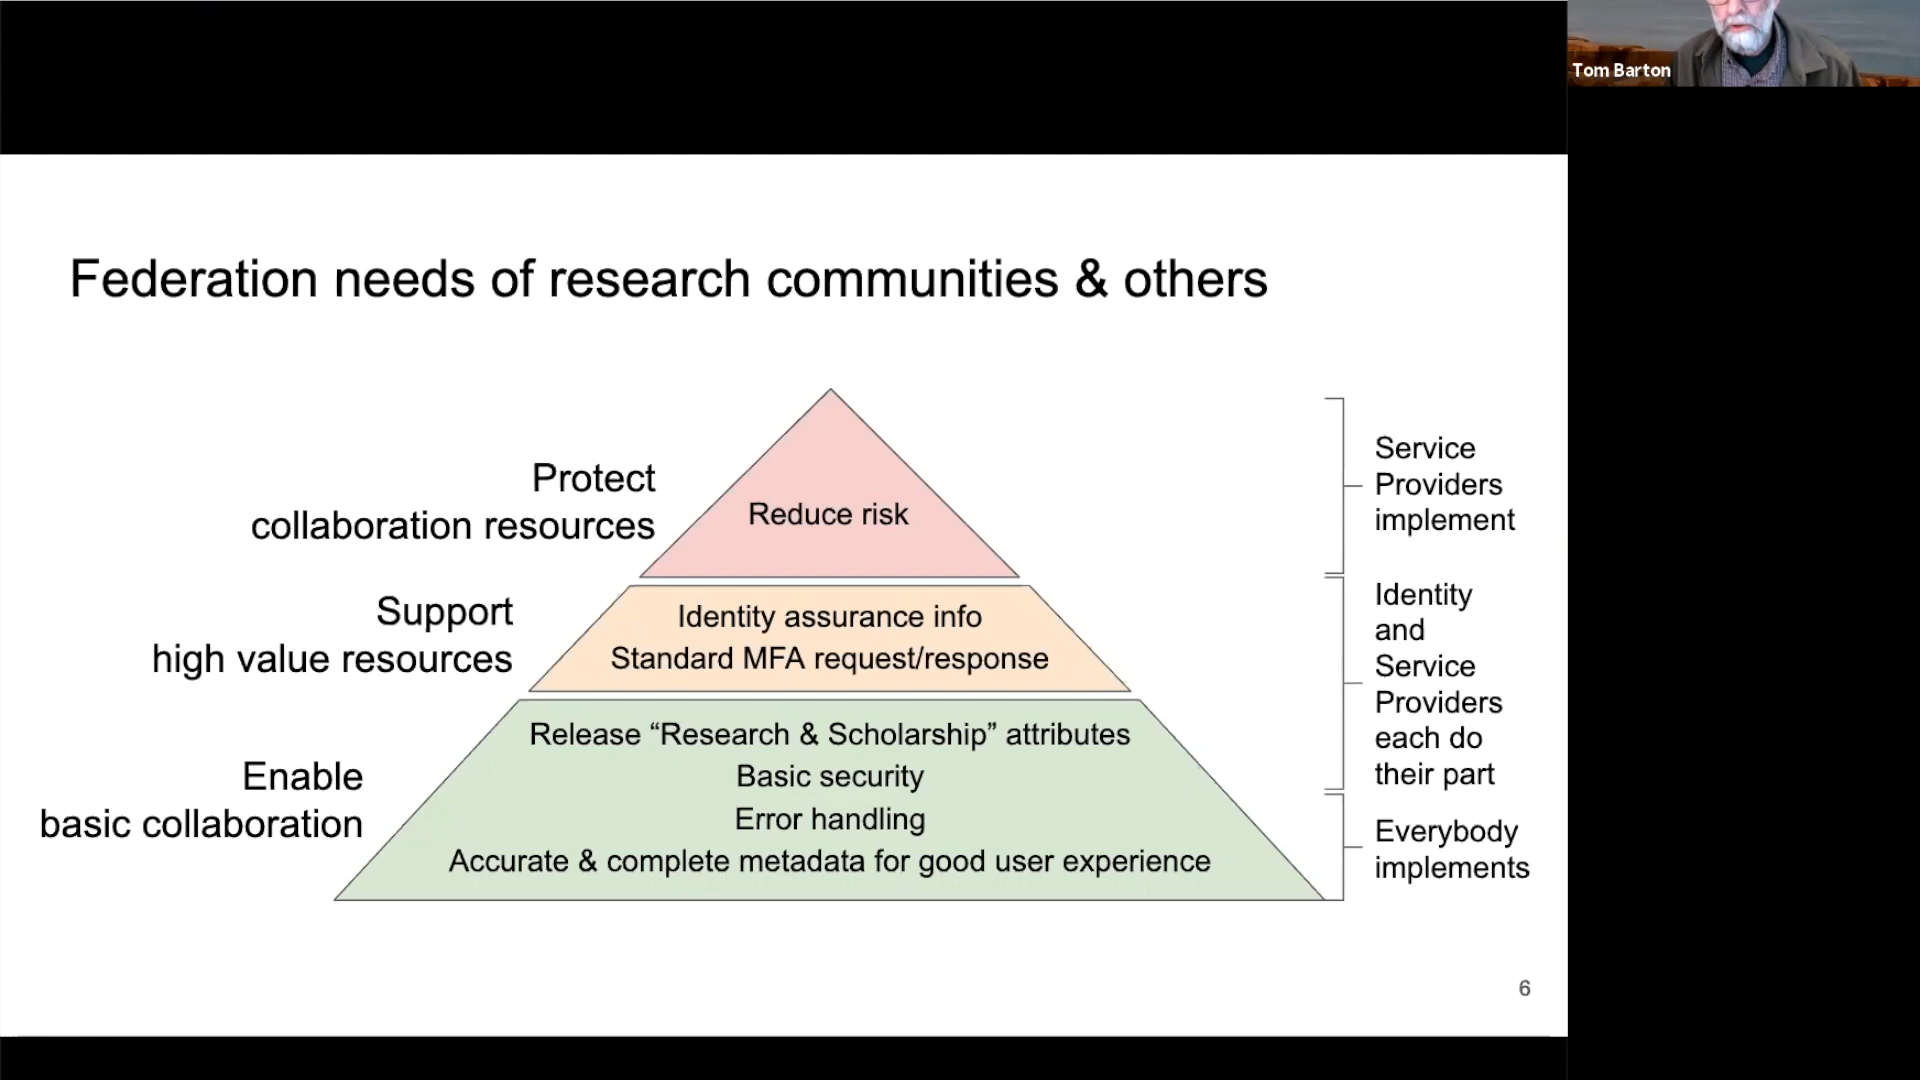 Tom Barton
Federation needs of research communities & others
Protect
collaboration resources
Reduce risk
Service
Providers
implement
Support
high value resources
Identity assurance info
Standard MFA request/response
Identity
and
Service
Providers
each do
their part
Enable
basic collaboration
Release “Research & Scholarship” attributes
Basic security
Error handling
Accurate & complete metadata for good user experience
Everybody
implements
6